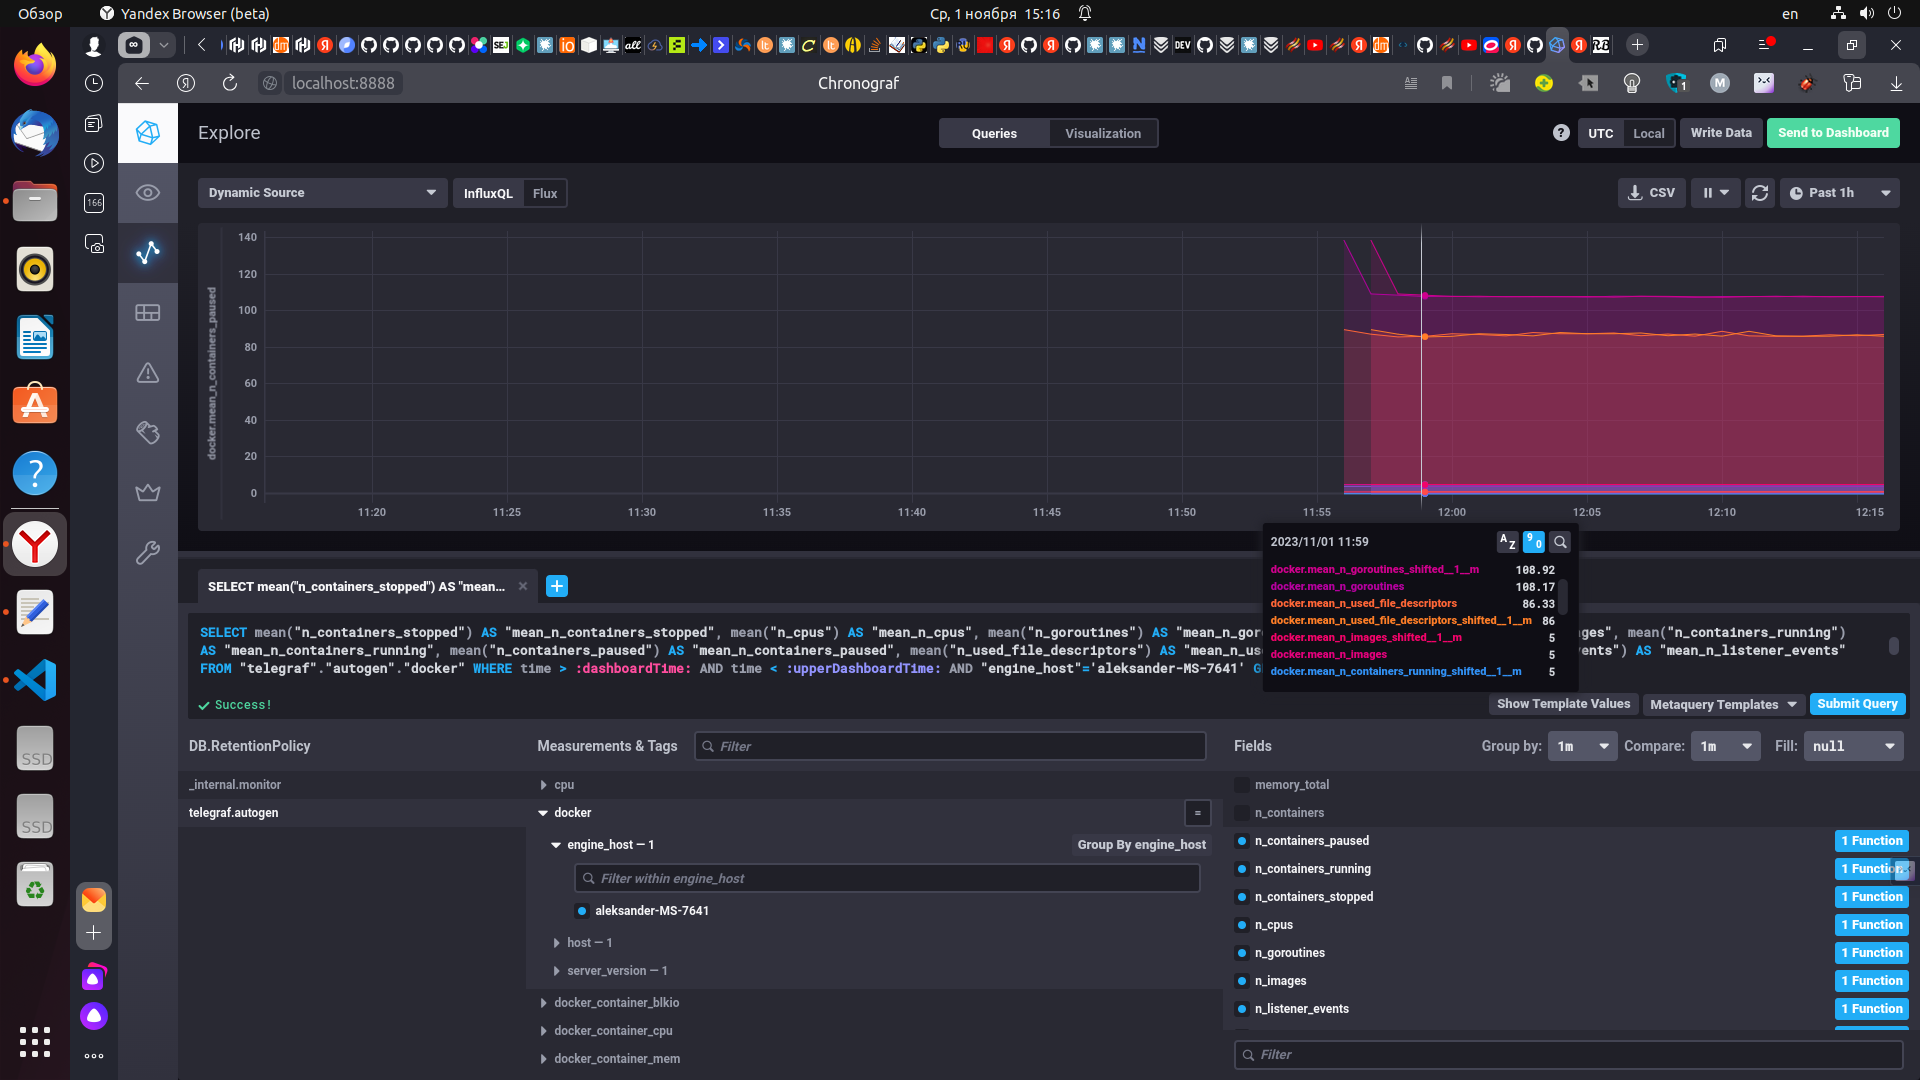 Обзор
Yandex Browser (beta)
Ср, 1 ноября 15:16
en
localhost:8888
Chronograf
166
1
M
Explore
Queries
Visualization
?
UTC
Local
Write Data
Send to Dashboard
Dynamic Source
InfluxQL
Flux
CSV
Past 1h
docker.mean_n_containers_paused
140
120
100
80
60
40
20
0
11:20
11:25
11:30
11:35
11:40
11:45
11:50
11:55
12:00
12:05
12:10
12:15
2023/11/01 11:59
docker.mean_n_goroutines_shifted__1__m 108.92
docker.mean_n_goroutines 108.17
docker.mean_n_used_file_descriptors 86.33
docker.mean_n_used_file_descriptors_shifted__1__m 86
docker.mean_n_images_shifted__1__m 5
docker.mean_n_images 5
docker.mean_n_containers_running_shifted__1__m 5
SELECT mean("n_containers_stopped") AS "mean...
SELECT mean("n_containers_stopped") AS "mean_n_containers_stopped", mean("n_cpus") AS "mean_n_cpus", mean("n_goroutines") AS "mean_n_gor ges", mean("n_containers_running")
AS "mean_n_containers_running", mean("n_containers_paused") AS "mean_n_containers_paused", mean("n_used_file_descriptors") AS "mean_n_us vents") AS "mean_n_listener_events"
FROM "telegraf"."autogen"."docker" WHERE time > :dashboardTime: AND time < :upperDashboardTime: AND "engine_host"='aleksander-MS-7641' G
Success!
Show Template Values
Metaquery Templates
Submit Query
DB.RetentionPolicy
Measurements & Tags
Filter
Fields
Group by: 1m
Compare: 1m
Fill: null
_internal.monitor
telegraf.autogen
cpu
docker
=
engine_host — 1
Group By engine_host
Filter within engine_host
aleksander-MS-7641
host — 1
server_version — 1
docker_container_blkio
docker_container_cpu
docker_container_mem
memory_total
n_containers
n_containers_paused 1 Function
n_containers_running 1 Function
n_containers_stopped 1 Function
n_cpus 1 Function
n_goroutines 1 Function
n_images 1 Function
n_listener_events 1 Function
Filter
SSD
SSD